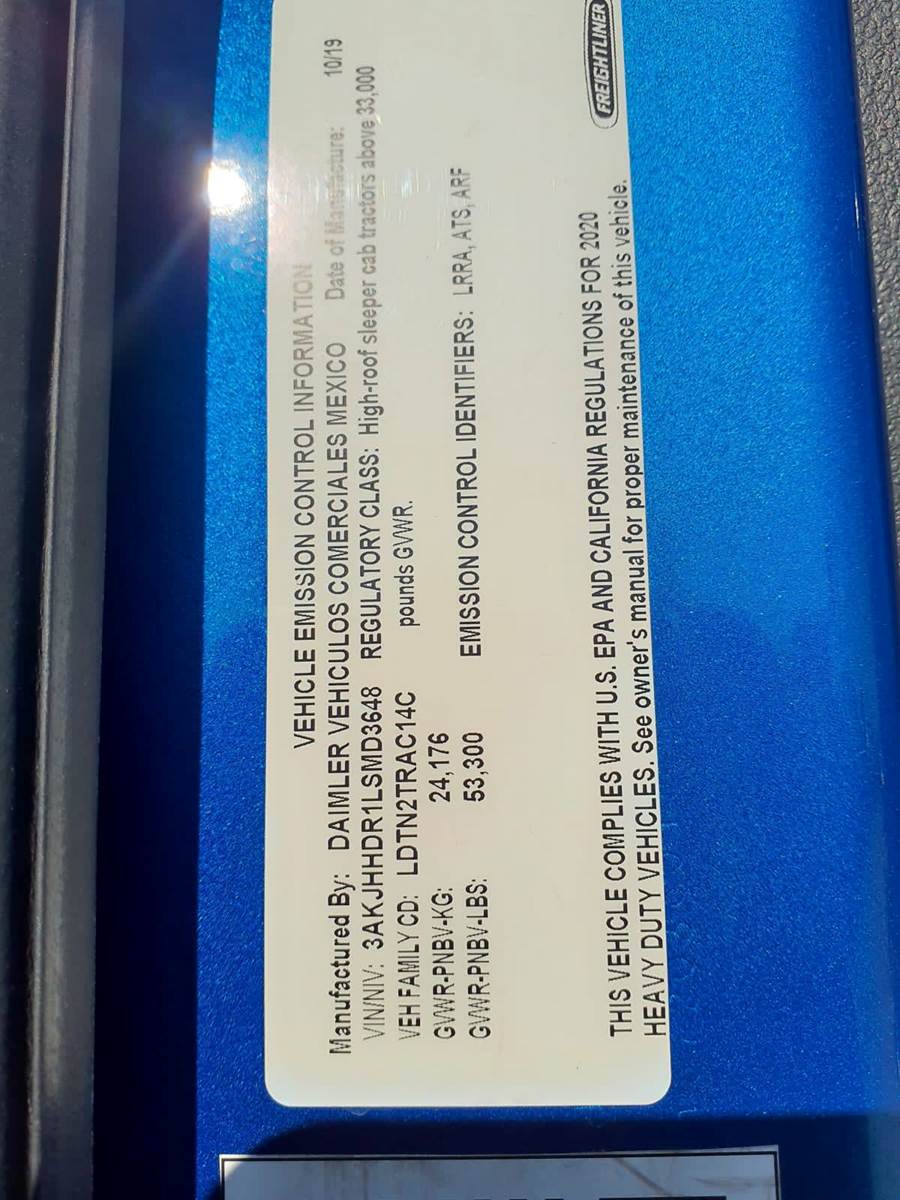 VEHICLE EMISSION CONTROL INFORMATION
Manufactured By: DAIMLER VEHICULOS COMERCIALES MEXICO Date of Manufacture: 10/19
VIN/NIV: 3AKJHHDR1LSMD3648 REGULATORY CLASS: High-roof sleeper cab tractors above 33,000
VEH FAMILY CD: LDTN2TRAC14C pounds GVWR.
GVWR-PNBV-KG: 24,176
GVWR-PNBV-LBS: 53,300 EMISSION CONTROL IDENTIFIERS: LRRA, ATS, ARF
THIS VEHICLE COMPLIES WITH U.S. EPA AND CALIFORNIA REGULATIONS FOR 2020
HEAVY DUTY VEHICLES. See owner's manual for proper maintenance of this vehicle.
FREIGHTLINER